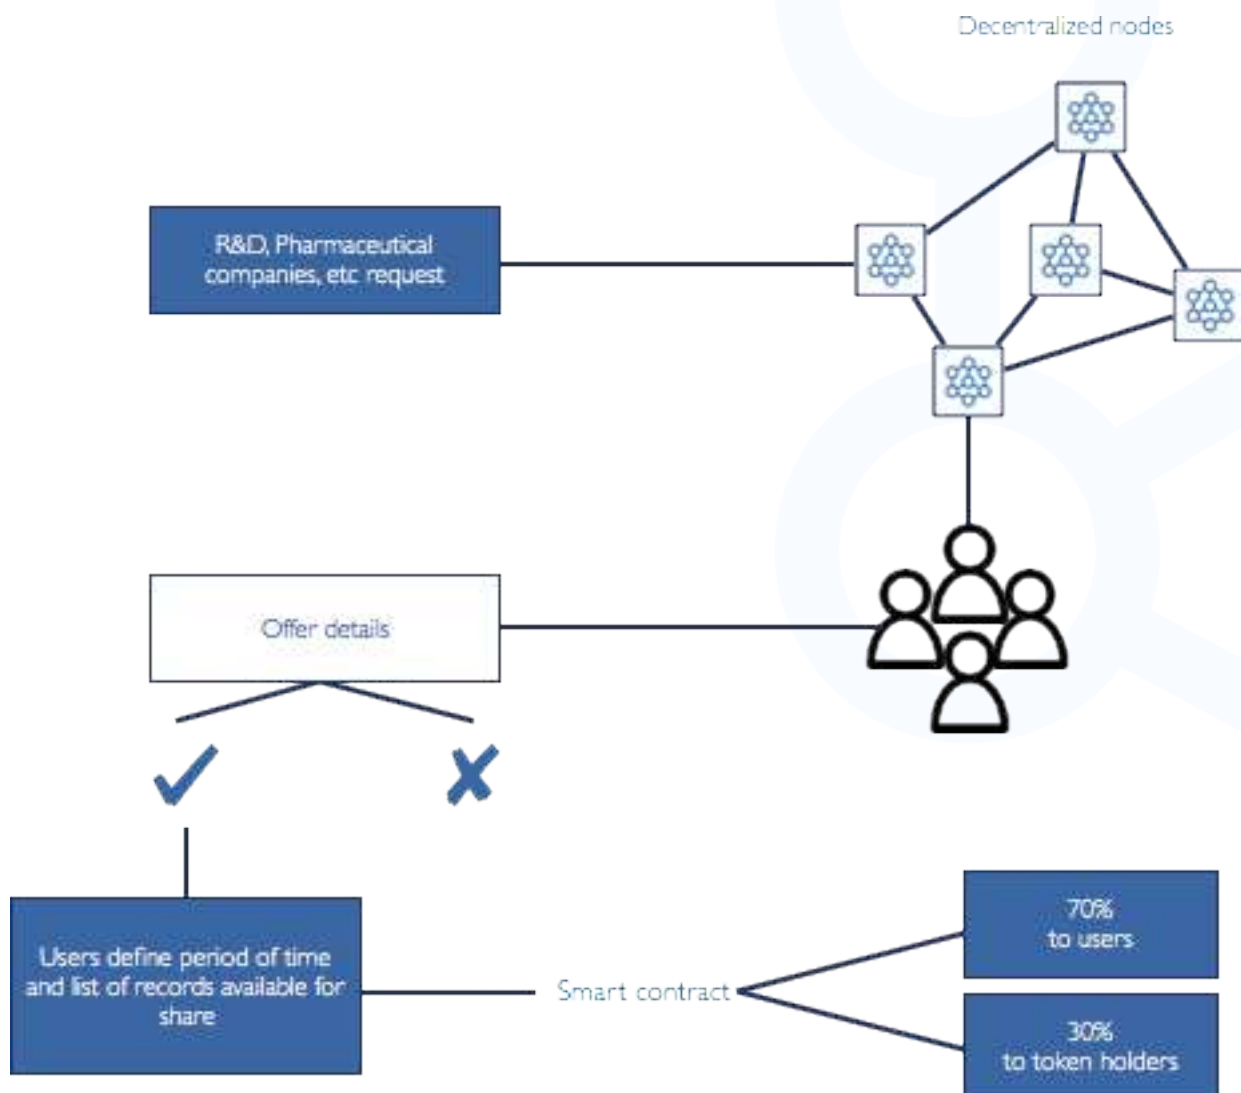 Decentralized nodes
R&D, Pharmaceutical
companies, etc request
Offer details
Users define period of time
and list of records available for
share
Smart contract
70%
to users
30%
to token holders